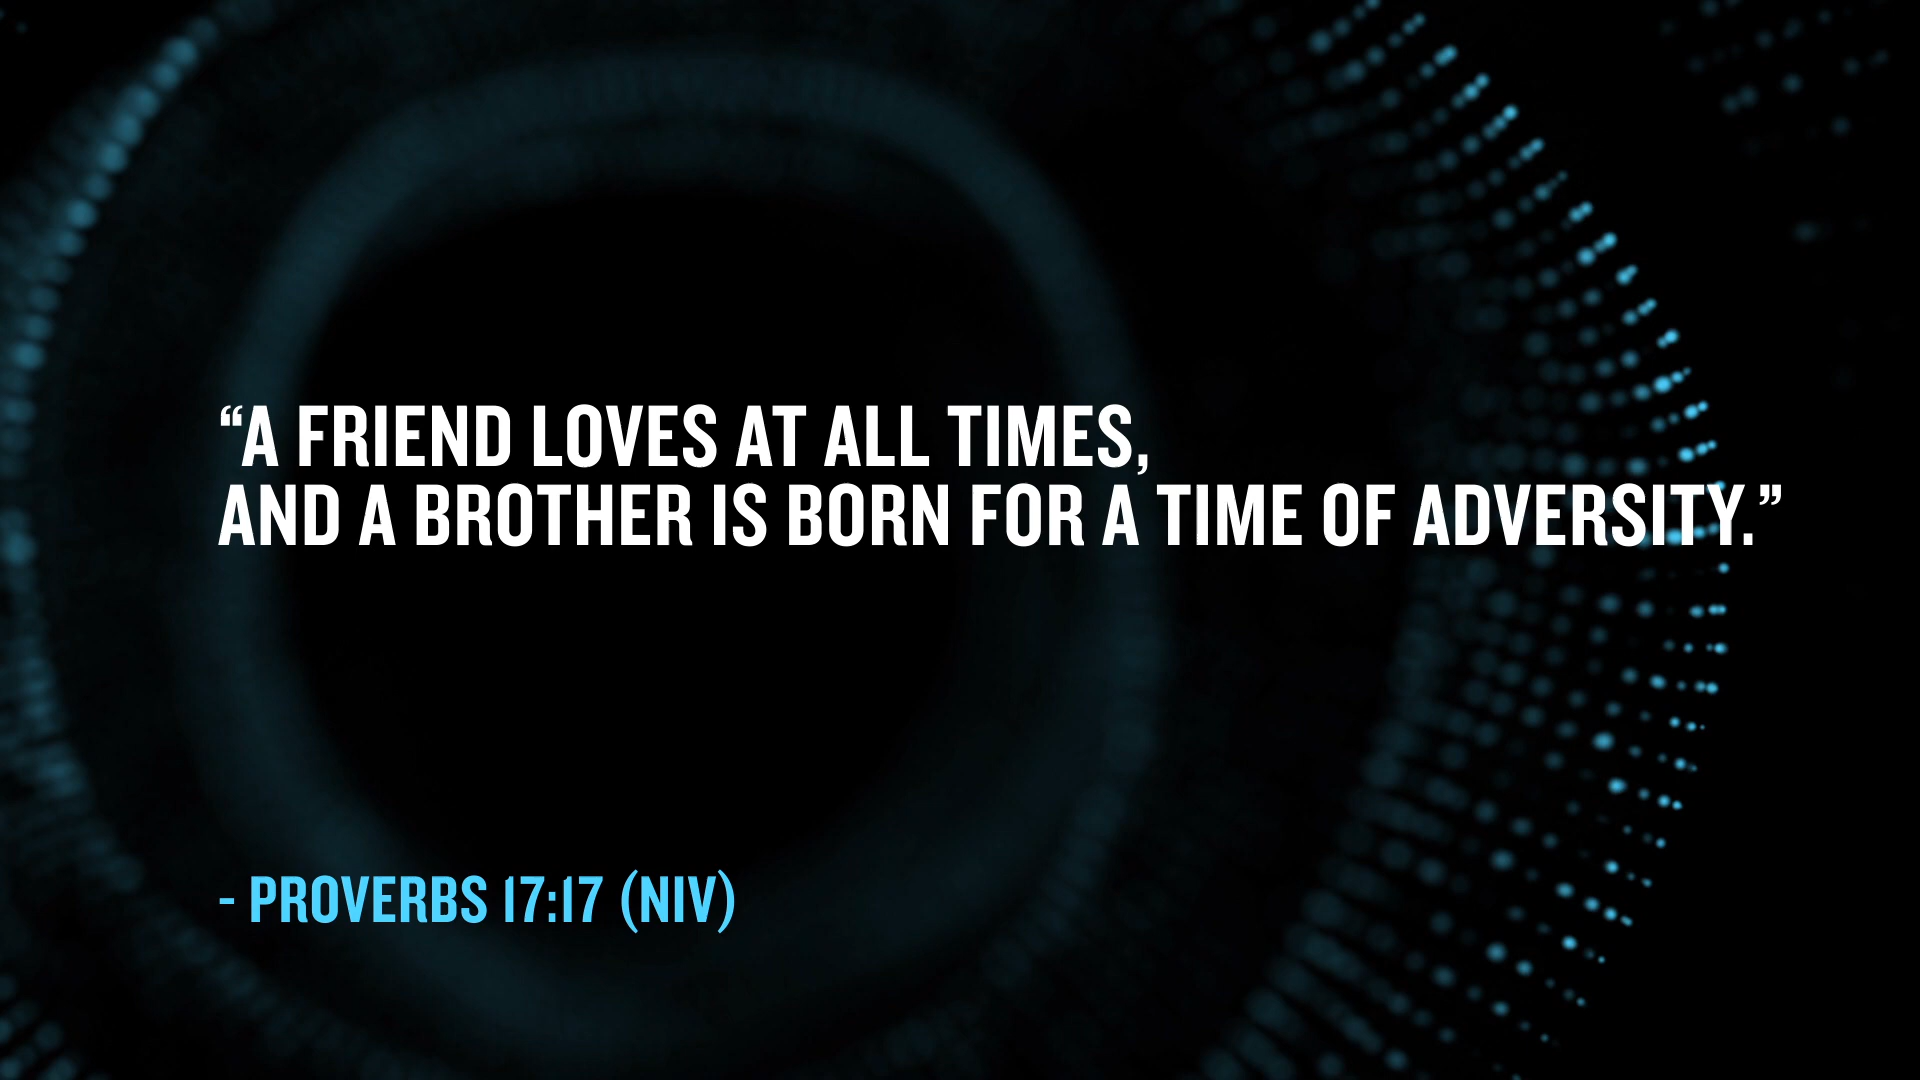 “A FRIEND LOVES AT ALL TIMES,
AND A BROTHER IS BORN FOR A TIME OF ADVERSITY.”
- PROVERBS 17:17 (NIV)